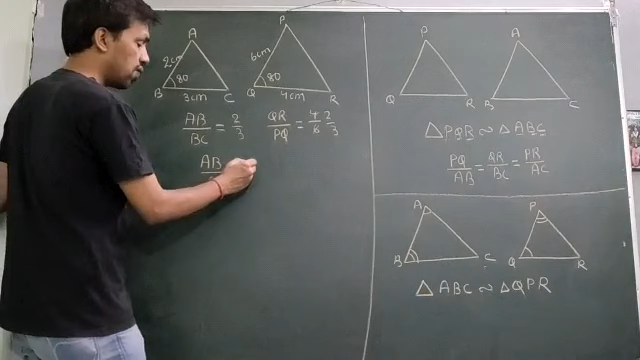 A
P
2cm
80
B 3cm C
6cm
80
Q 4cm R
AB/BC = 2/3
QR/PQ = 4/6 2/3
AB
P
Q R
A
B C
△PQR ~ △ABC
PQ/AB = QR/BC = PR/AC
A
B C
P
Q R
△ABC ~ △QPR